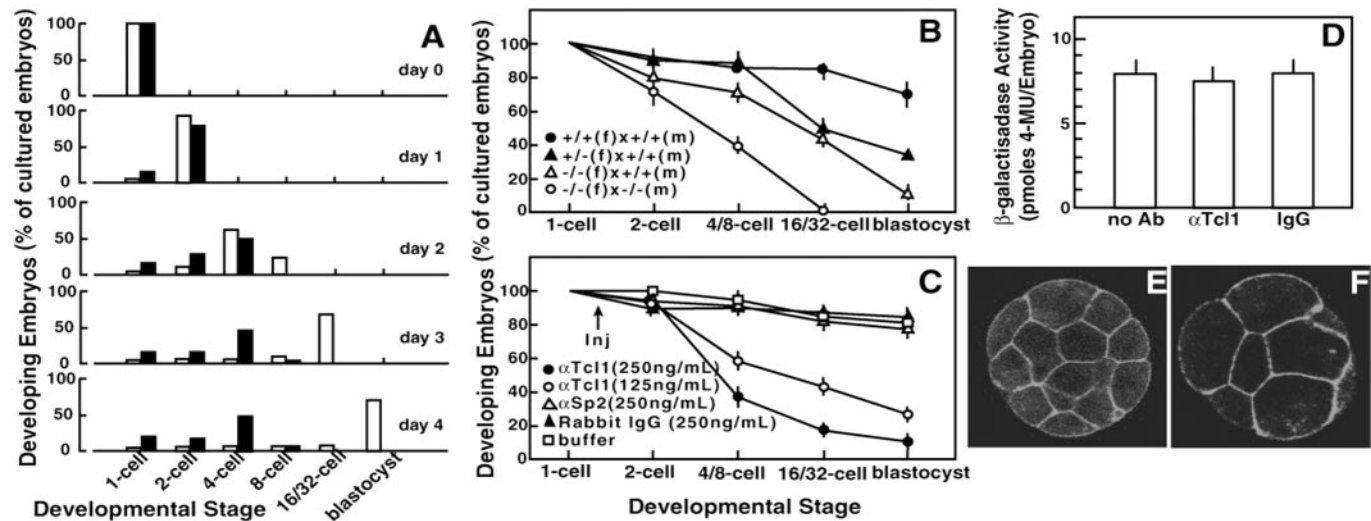 A
Developing Embryos (% of cultured embryos)
100
50
0
day 0
100
50
0
day 1
100
50
0
day 2
100
50
0
day 3
100
50
0
day 4
1-cell
2-cell
4-cell
8-cell
16/32-cell
blastocyst
Developmental Stage
B
Developing Embryos (% of cultured embryos)
100
80
60
40
20
0
+/+(f)x+/+(m)
+/-(f)x+/+(m)
-/-(f)x+/+(m)
-/-(f)x-/-(m)
1-cell 2-cell 4/8-cell 16/32-cell blastocyst
C
100
80
60
40
20
0
Inj
αTcl1(250ng/mL)
αTcl1(125ng/mL)
αSp2(250ng/mL)
Rabbit IgG (250ng/mL)
buffer
1-cell 2-cell 4/8-cell 16/32-cell blastocyst
Developmental Stage
D
β-galactisadase Activity
(pmoles 4-MU/Embryo)
10
5
0
no Ab αTcl1 IgG
E
F